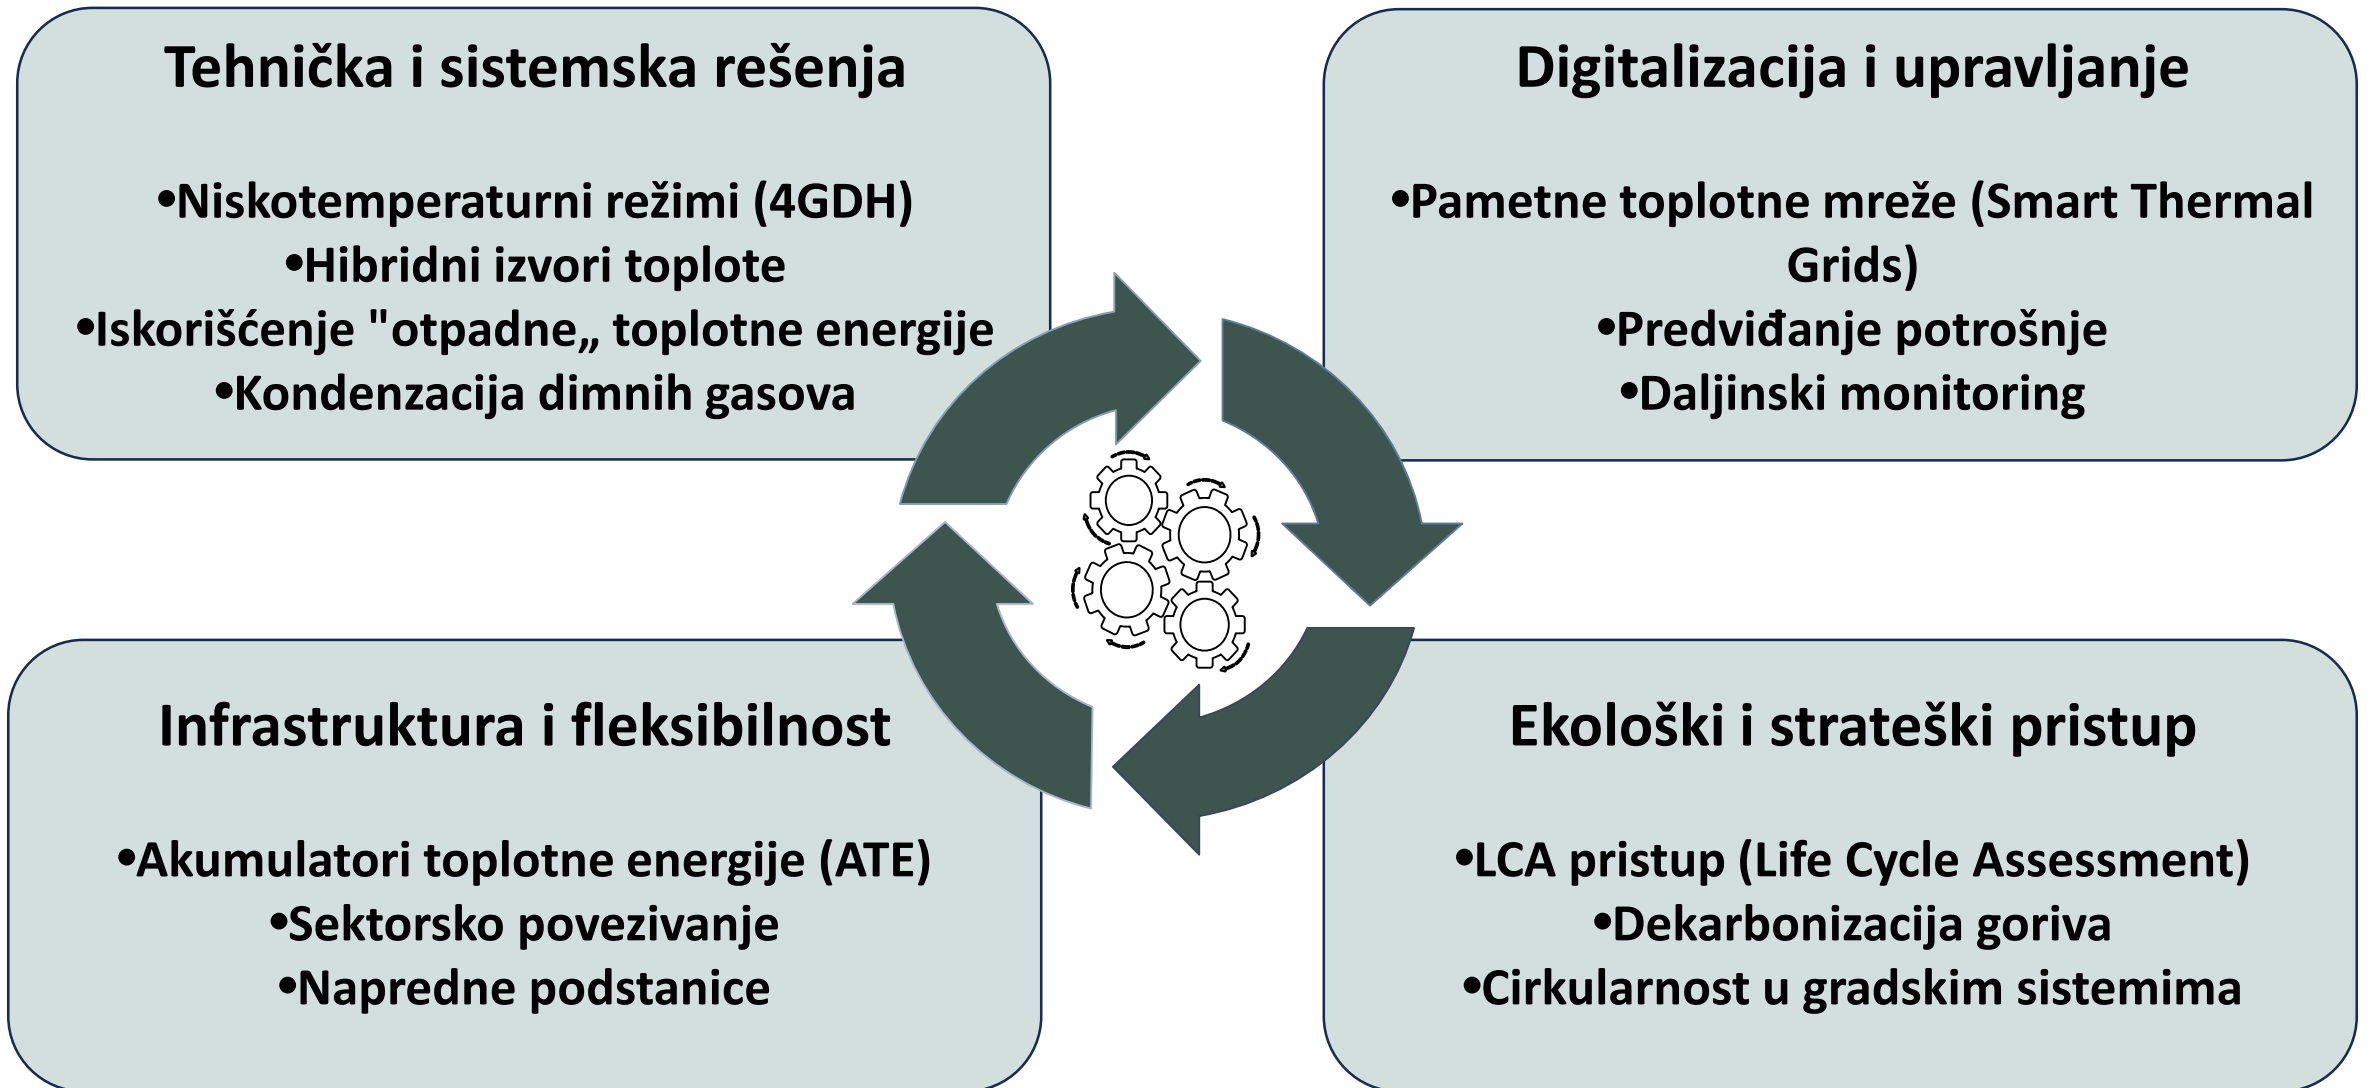 Tehnička i sistemska rešenja
•Niskotemperaturni režimi (4GDH)
•Hibridni izvori toplote
•Iskorišćenje "otpadne„ toplotne energije
•Kondenzacija dimnih gasova
Digitalizacija i upravljanje
•Pametne toplotne mreže (Smart Thermal
Grids)
•Predviđanje potrošnje
•Daljinski monitoring
Infrastruktura i fleksibilnost
•Akumulatori toplotne energije (ATE)
•Sektorsko povezivanje
•Napredne podstanice
Ekološki i strateški pristup
•LCA pristup (Life Cycle Assessment)
•Dekarbonizacija goriva
•Cirkularnost u gradskim sistemima